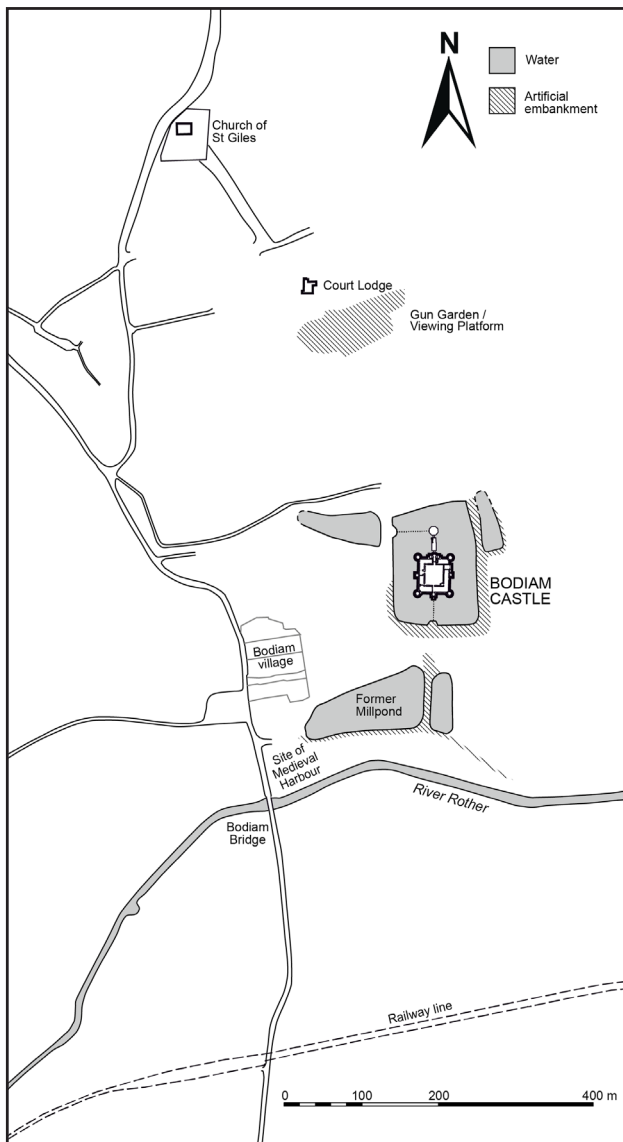 N
Water
Artificial
embankment
Church of
St Giles
Court Lodge
Gun Garden /
Viewing Platform
BODIAM
CASTLE
Bodiam
village
Former
Millpond
Site of
Medieval
Harbour
River Rother
Bodiam
Bridge
Railway line
0 100 200 400 m